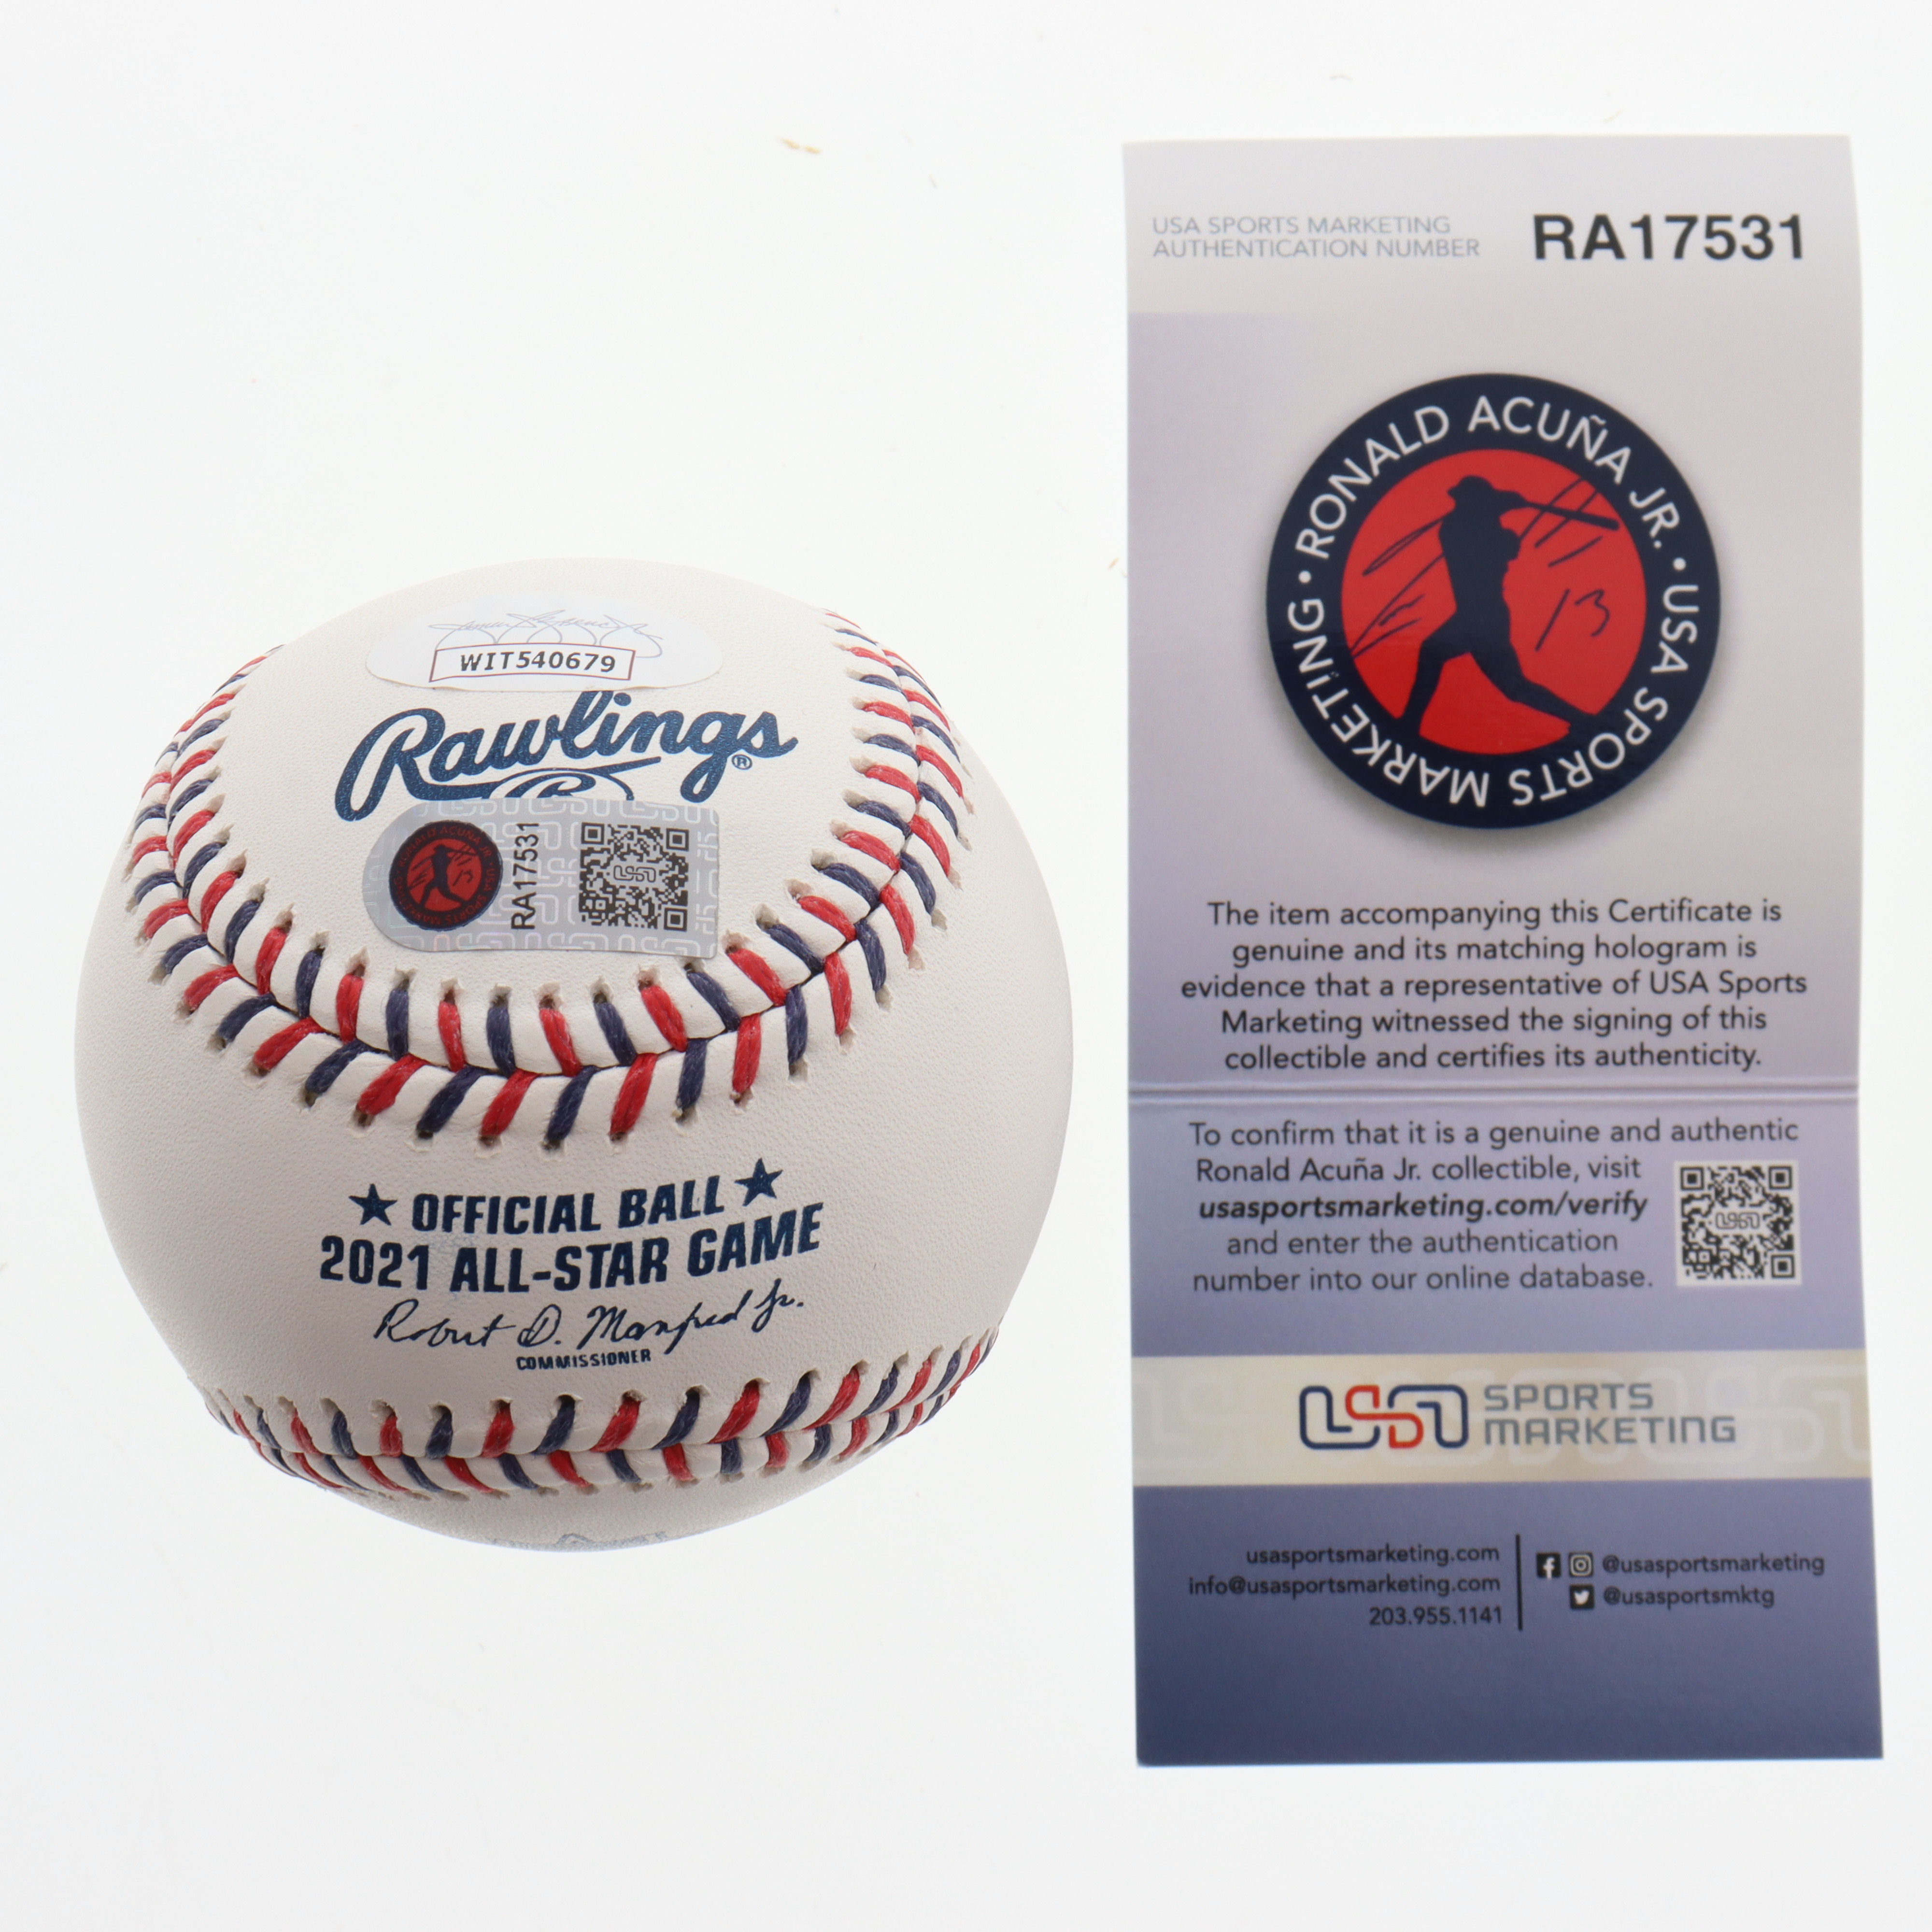 WIT540679
Rawlings®
RA17531
★ OFFICIAL BALL ★
2021 ALL-STAR GAME
Robert D. Manfred Jr.
COMMISSIONER
USA SPORTS MARKETING
AUTHENTICATION NUMBER
RA17531
RONALD ACUÑA JR. • USA SPORTS MARKETING •
13
The item accompanying this Certificate is
genuine and its matching hologram is
evidence that a representative of USA Sports
Marketing witnessed the signing of this
collectible and certifies its authenticity.
To confirm that it is a genuine and authentic
Ronald Acuña Jr. collectible, visit
usasportsmarketing.com/verify
and enter the authentication
number into our online database.
USA SPORTS
MARKETING
usasportsmarketing.com
info@usasportsmarketing.com
203.955.1141
@usasportsmarketing
@usasportsmktg